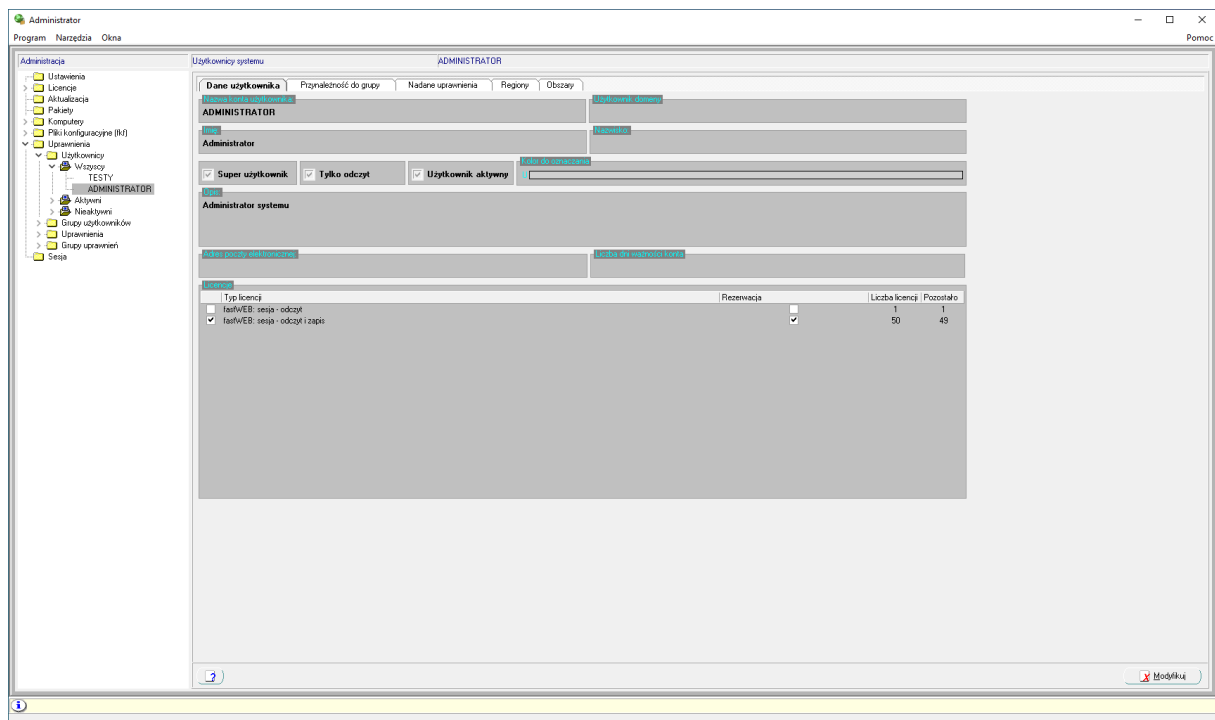 Administrator
Program Narzędzia Okna Pomoc
Administracja
Użytkownicy systemu ADMINISTRATOR
Ustawienia
Licencje
Aktualizacja
Pakiety
Komputery
Pliki konfiguracyjne (fkf)
Uprawnienia
Użytkownicy
Wszyscy
TESTY
ADMINISTRATOR
Aktywni
Nieaktywni
Grupy użytkowników
Uprawnienia
Grupy uprawnień
Sesja
Dane użytkownika Przynależność do grupy Nadane uprawnienia Regiony Obszary
Nazwa konta użytkownika Użytkownik domeny
ADMINISTRATOR
Imię Nazwisko
Administrator
Kolor do oznaczania
Super użytkownik Tylko odczyt Użytkownik aktywny
Opis
Administrator systemu
Adres poczty elektronicznej Liczba dni ważności konta
Licencje
Typ licencji Rezerwacja Liczba licencji Pozostało
fastWEB: sesja - odczyt 1 1
fastWEB: sesja - odczyt i zapis 50 49
Modyfikuj